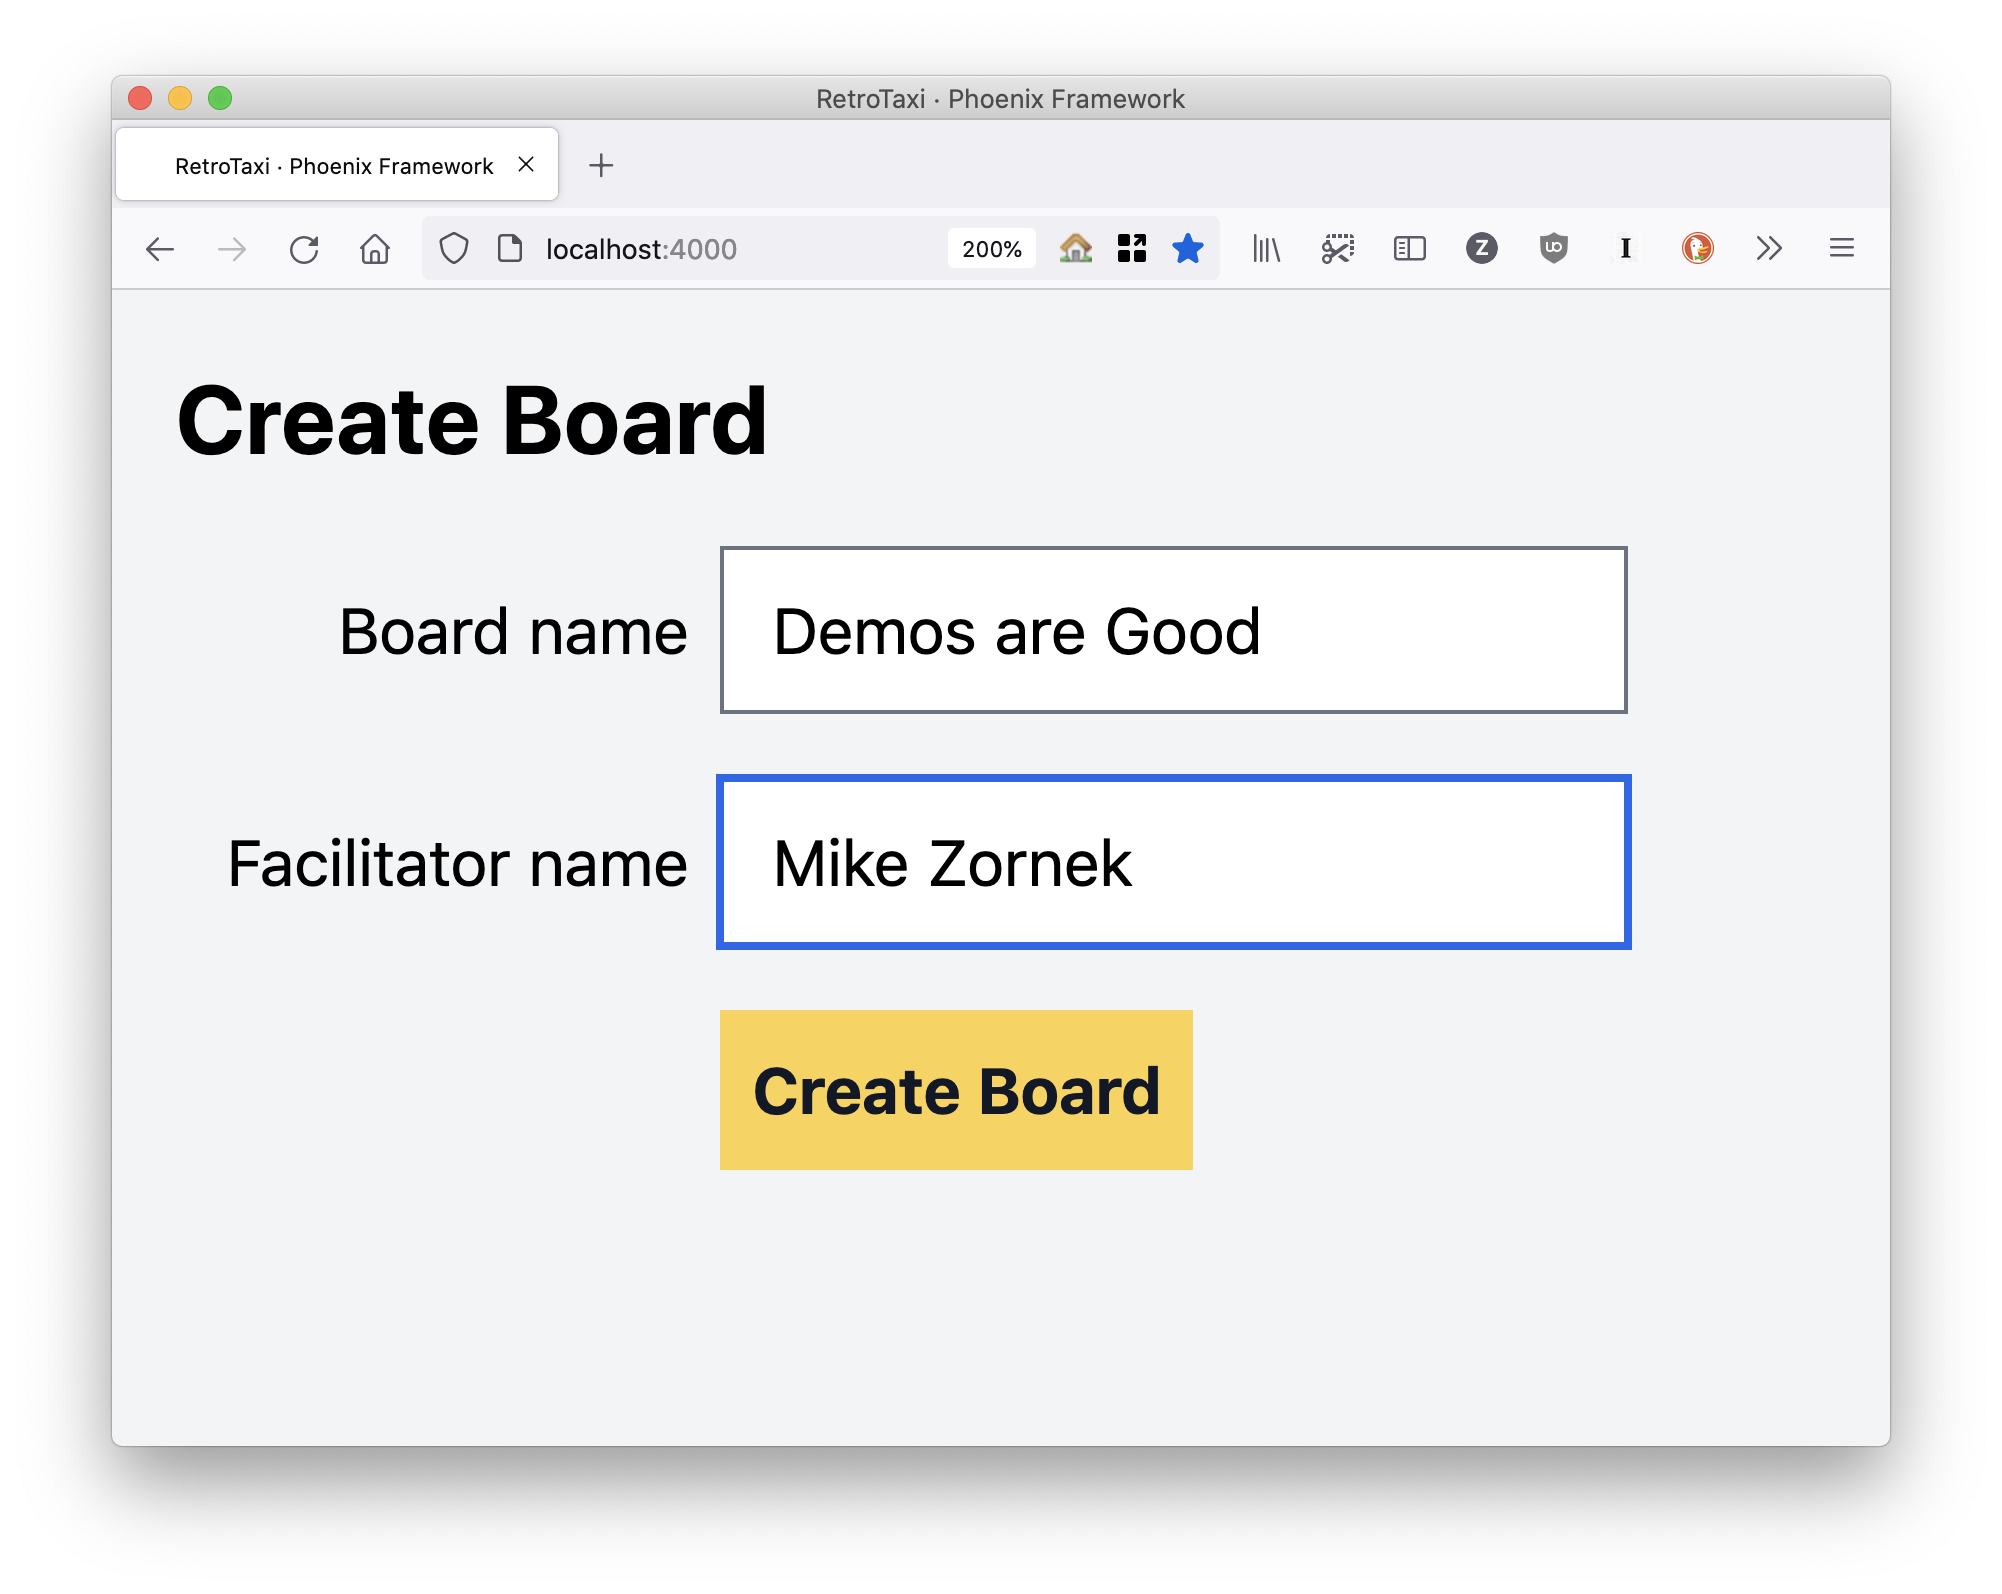 RetroTaxi · Phoenix Framework
RetroTaxi · Phoenix Framework
localhost:4000
200%
Z
UO
I
Create Board
Board name
Demos are Good
Facilitator name
Mike Zornek
Create Board